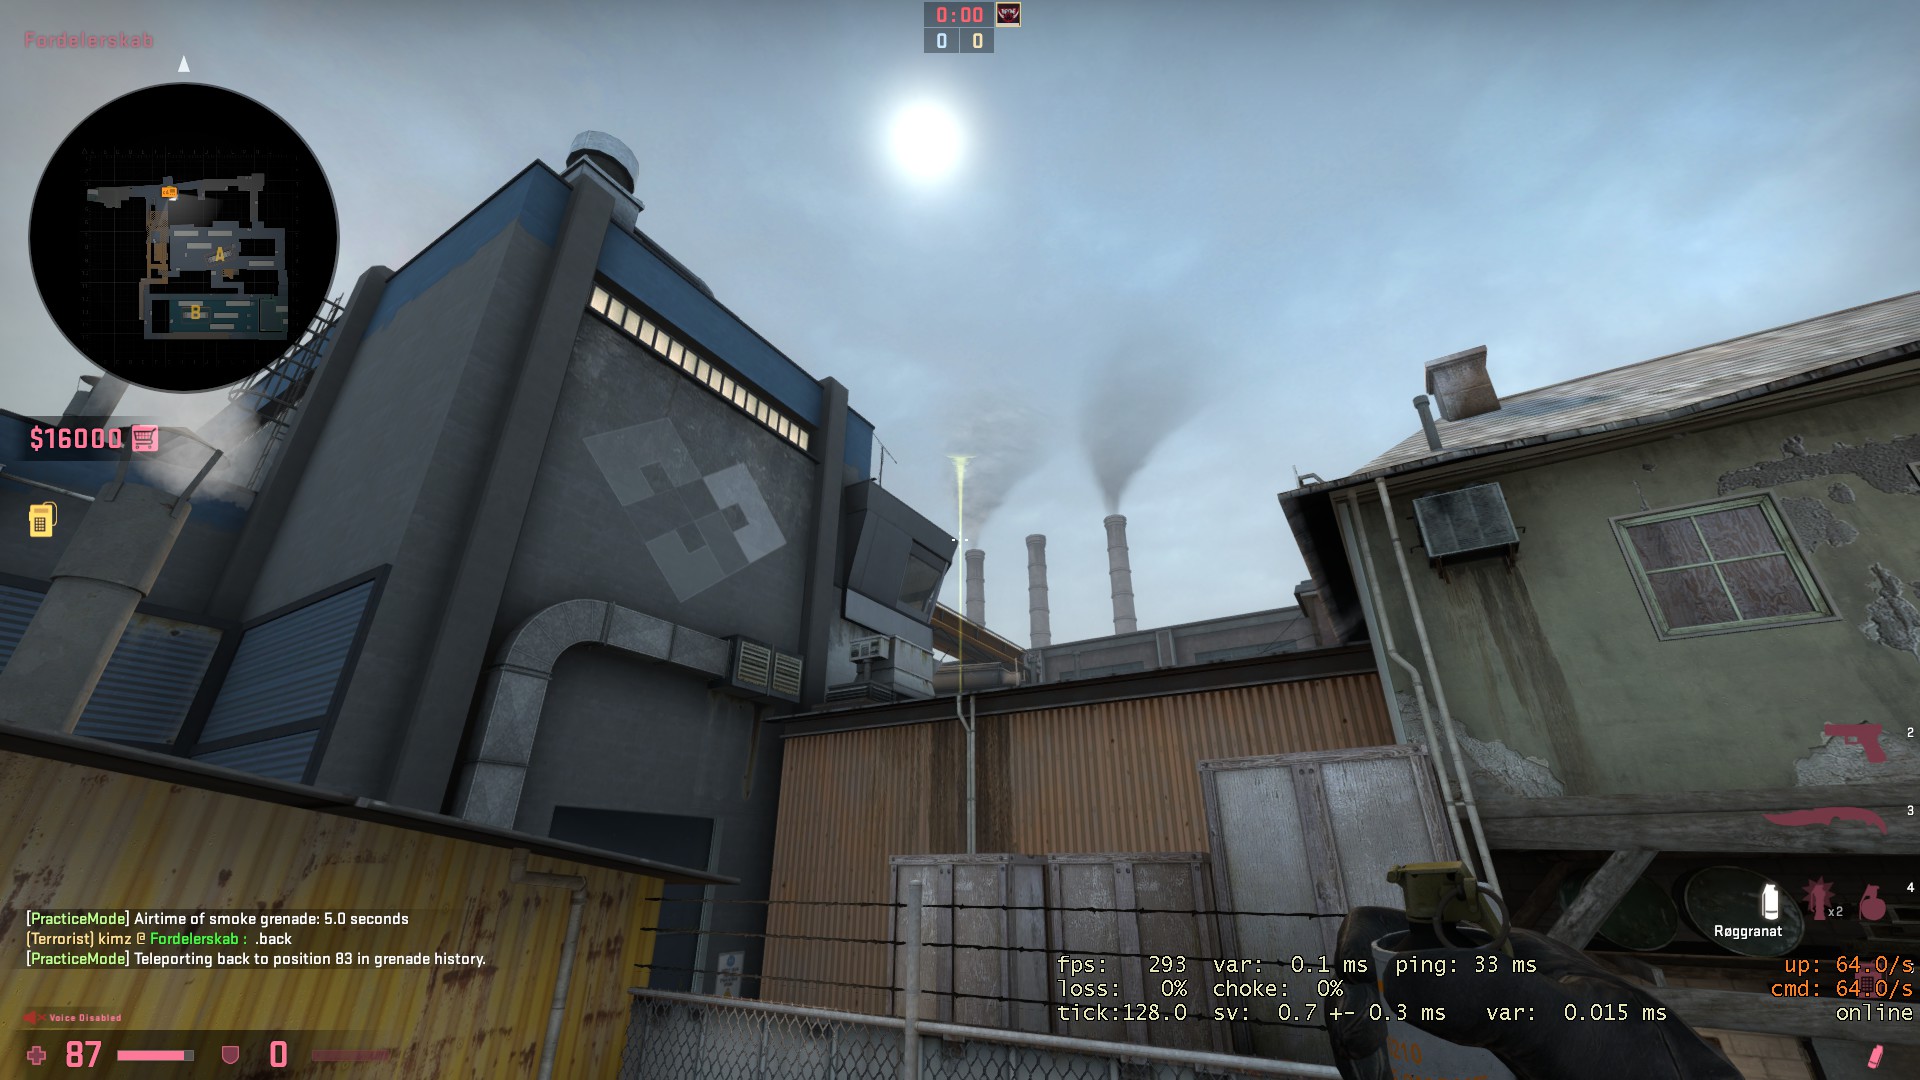 0:00
0 0
Fordelerskab
A
B
$16000
2
3
4
x2
Røggranat
[PracticeMode] Airtime of smoke grenade: 5.0 seconds
(Terrorist) kimz @ Fordelerskab : .back
[PracticeMode] Teleporting back to position 83 in grenade history.
fps: 293 var: 0.1 ms ping: 33 ms
loss: 0% choke: 0%
tick:128.0 sv: 0.7 +- 0.3 ms var: 0.015 ms
up: 64.0/s
cmd: 64.0/s
online
Voice Disabled
87 0